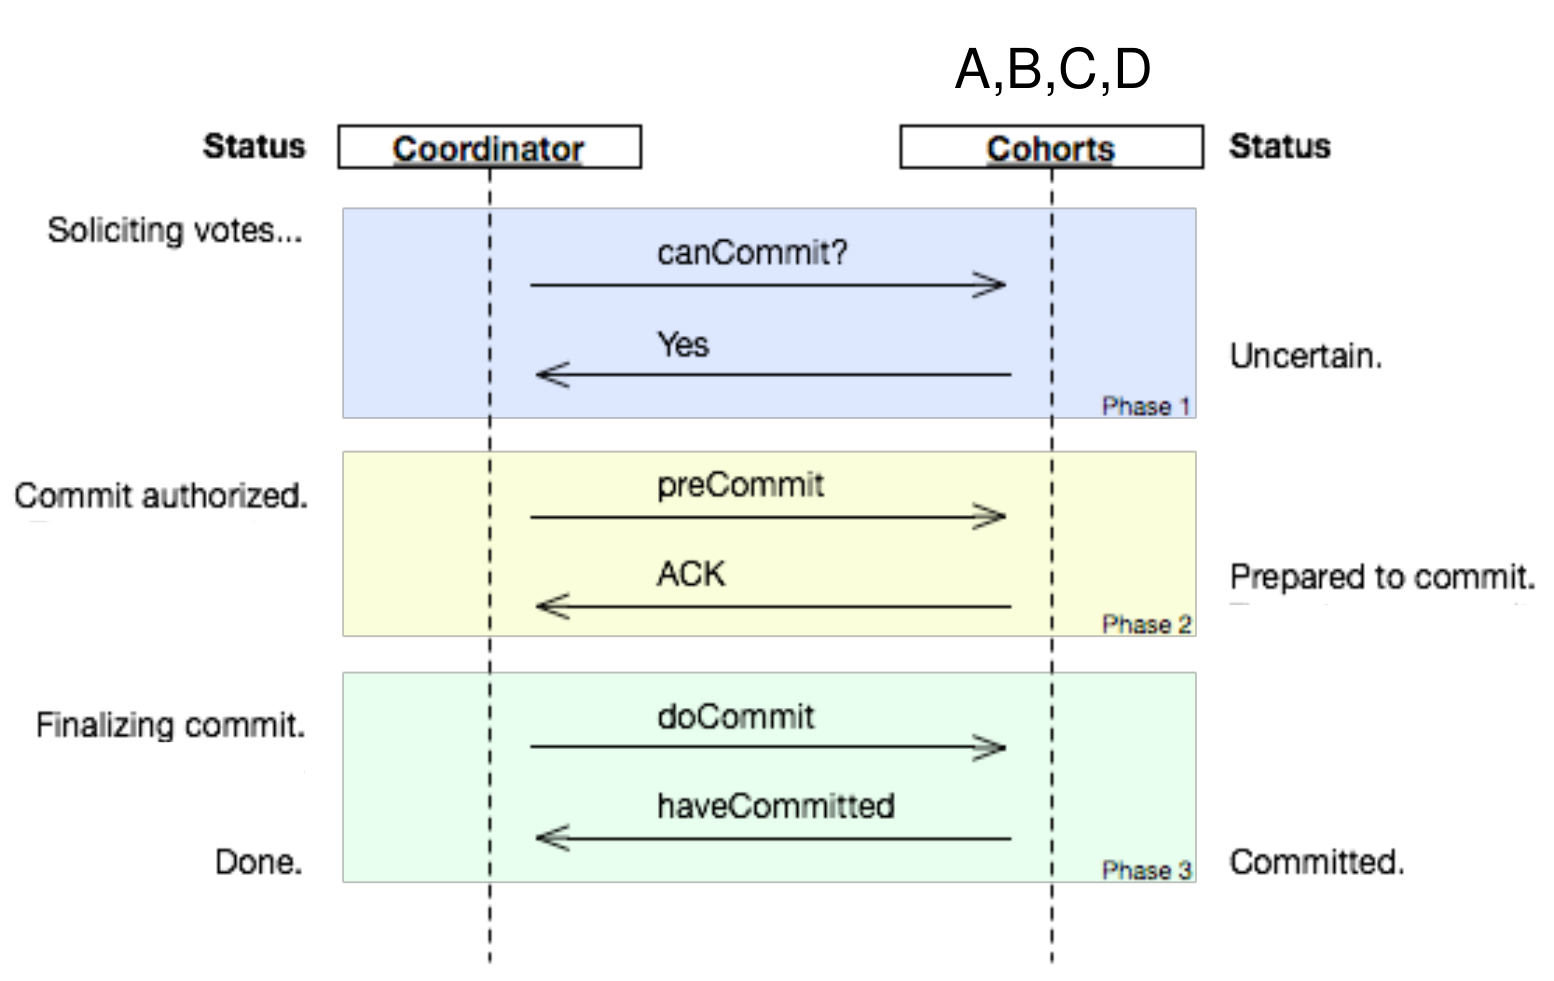 A,B,C,D
Status
Coordinator
Cohorts
Status
Soliciting votes...
canCommit?
Yes
Uncertain.
Phase 1
Commit authorized.
preCommit
ACK
Prepared to commit.
Phase 2
Finalizing commit.
doCommit
haveCommitted
Done.
Phase 3
Committed.